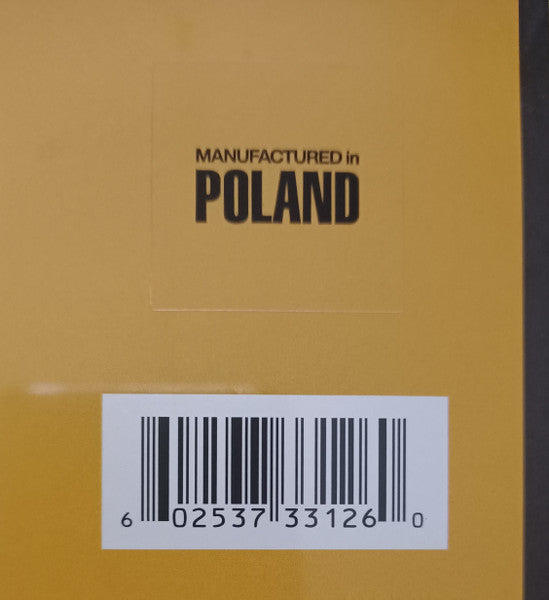 MANUFACTURED in
POLAND
6 02537 33126 0